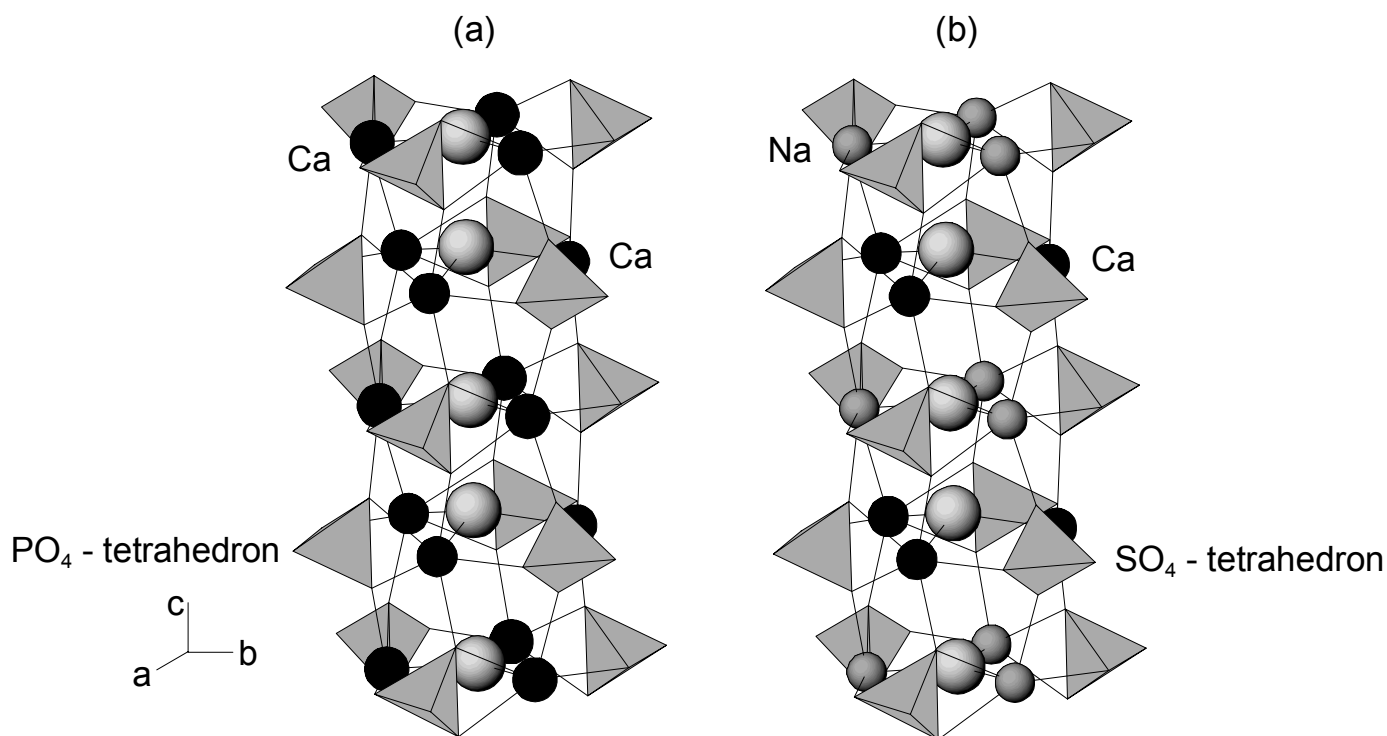 (a)
(b)
Ca
Na
Ca
Ca
PO₄ - tetrahedron
SO₄ - tetrahedron
c
b
a